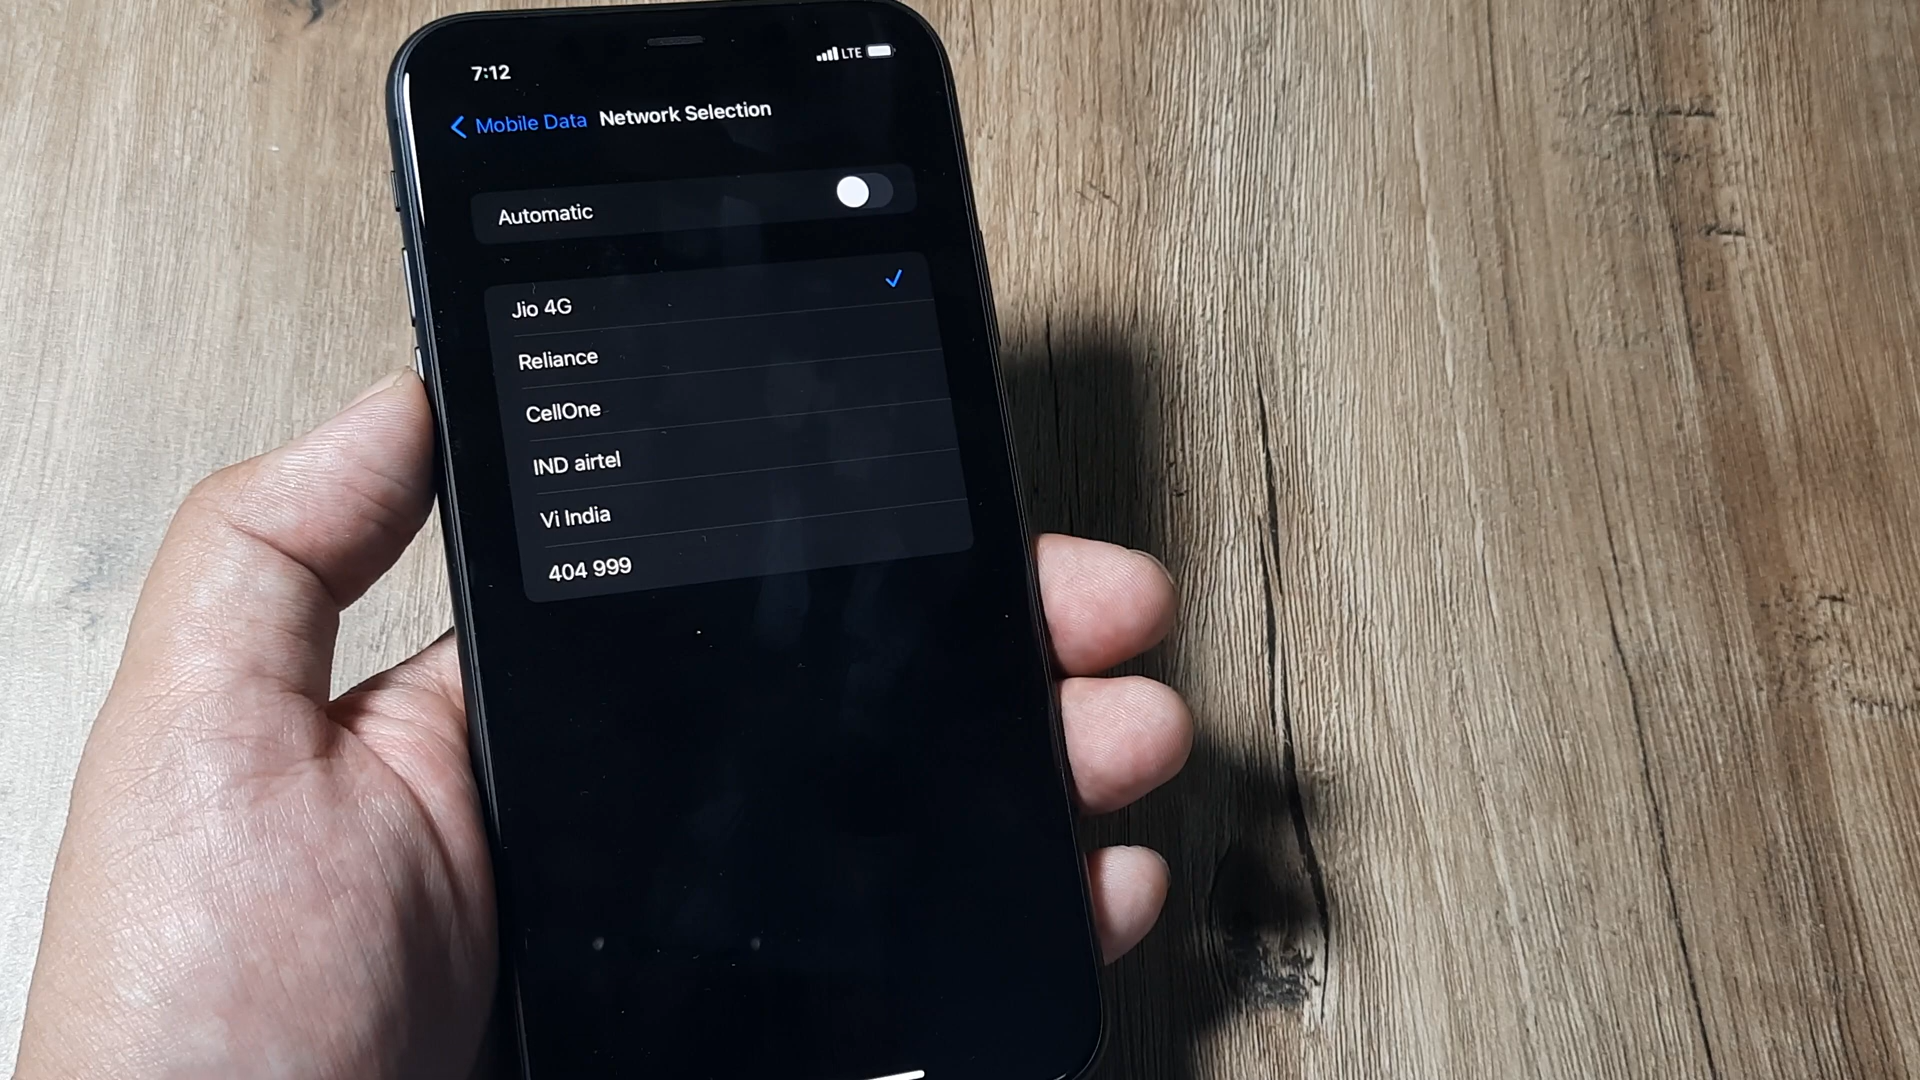 7:12 LTE
Mobile Data Network Selection
Automatic
Jio 4G
Reliance
CellOne
IND airtel
Vi India
404 999